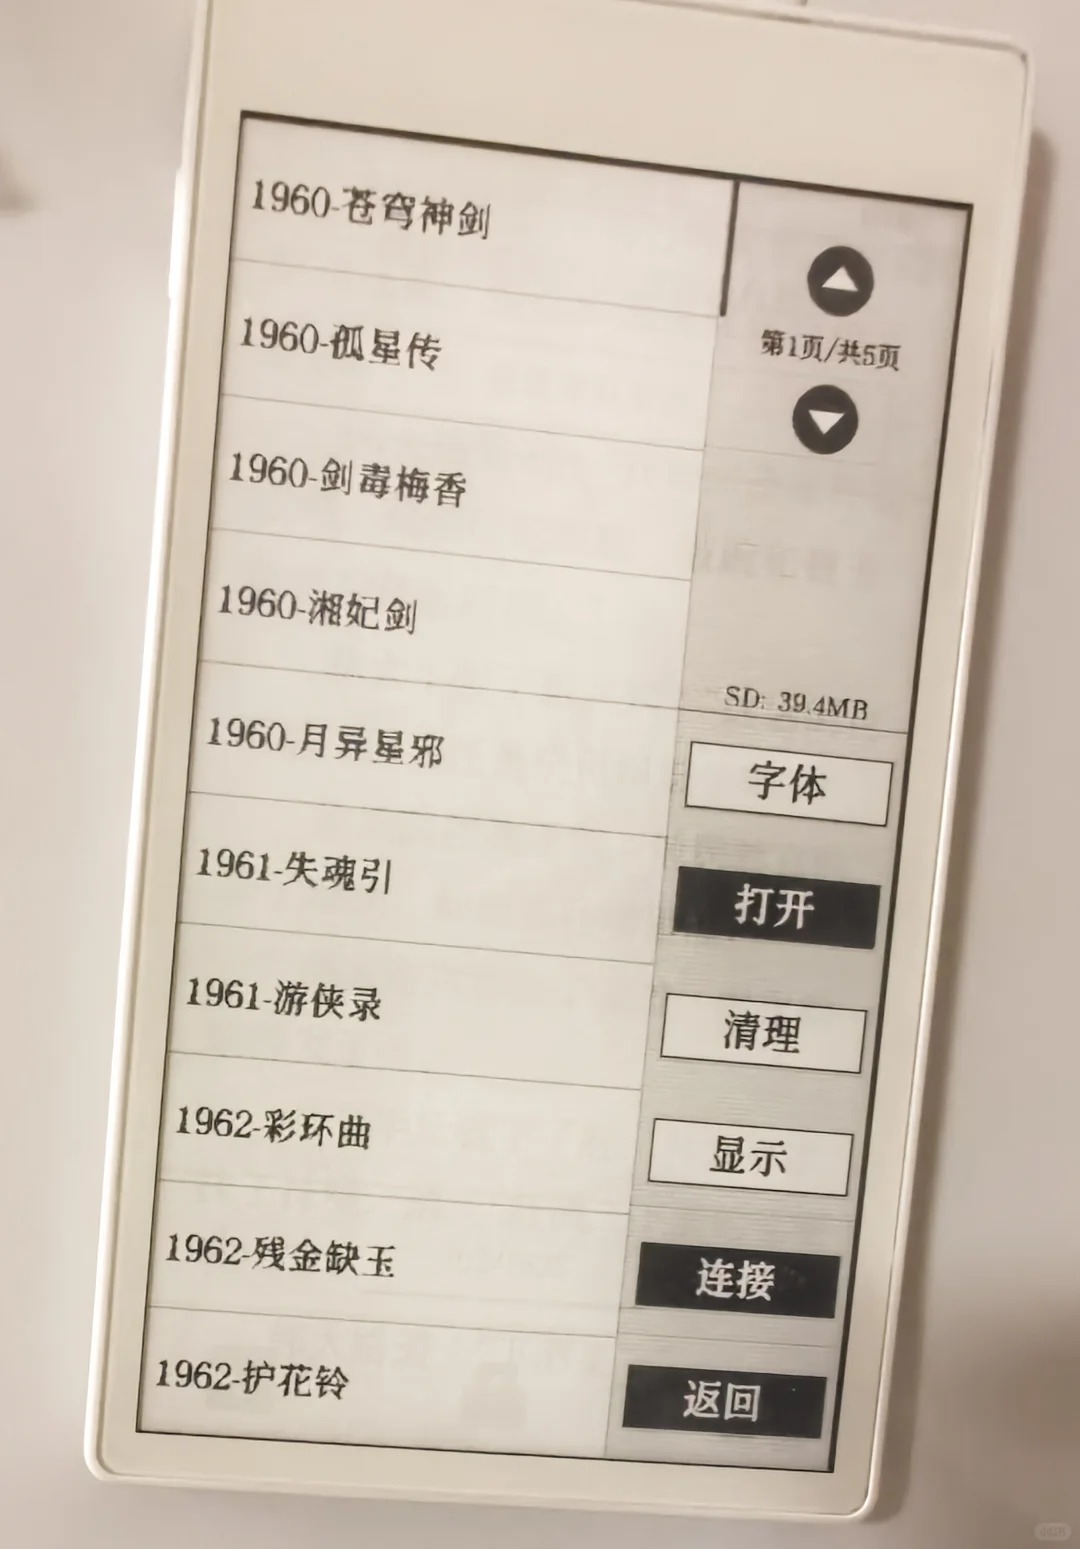 1960-苍穹神剑
1960-孤星传
1960-剑毒梅香
1960-湘妃剑
1960-月异星邪
1961-失魂引
1961-游侠录
1962-彩环曲
1962-残金缺玉
1962-护花铃
第1页/共5页
SD: 39.4MB
字体
打开
清理
显示
连接
返回